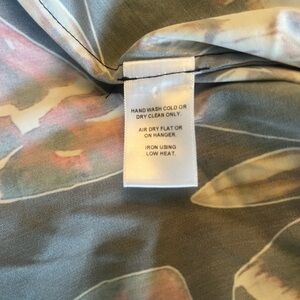 HAND WASH COLD OR
DRY CLEAN ONLY.
AIR DRY FLAT OR
ON HANGER.
IRON USING
LOW HEAT.